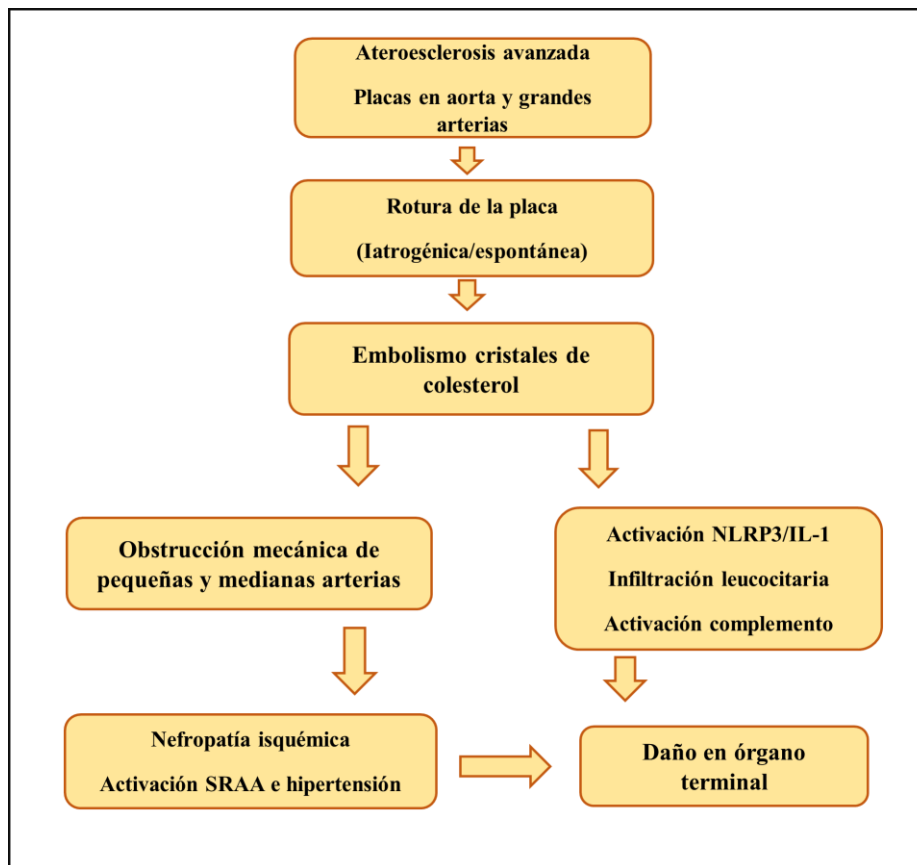 Ateroesclerosis avanzada
Placas en aorta y grandes
arterias
Rotura de la placa
(Iatrogénica/espontánea)
Embolismo cristales de
colesterol
Obstrucción mecánica de
pequeñas y medianas arterias
Activación NLRP3/IL-1
Infiltración leucocitaria
Activación complemento
Nefropatía isquémica
Activación SRAA e hipertensión
Daño en órgano
terminal